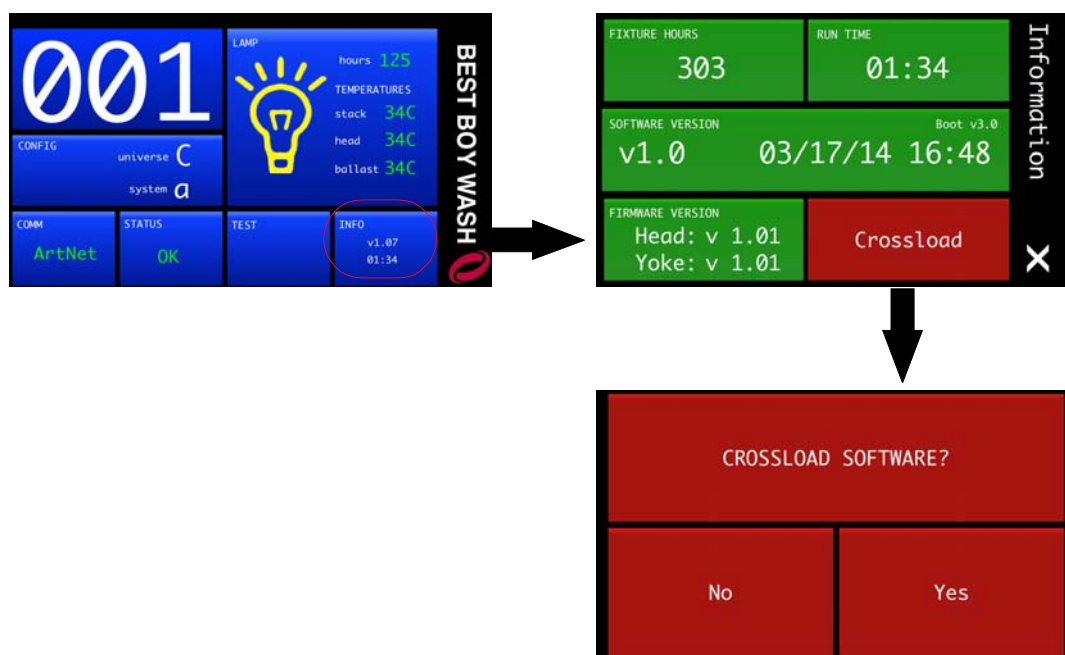 001
LAMP
hours 125
TEMPERATURES
stack 34C
head 34C
ballast 34C
CONFIG
universe C
system a
COMM
ArtNet
STATUS
OK
TEST
INFO
v1.07
01:34
BEST BOY WASH
FIXTURE HOURS
303
RUN TIME
01:34
SOFTWARE VERSION
Boot v3.0
v1.0 03/17/14 16:48
FIRMWARE VERSION
Head: v 1.01
Yoke: v 1.01
Crossload
Information
X
CROSSLOAD SOFTWARE?
No
Yes